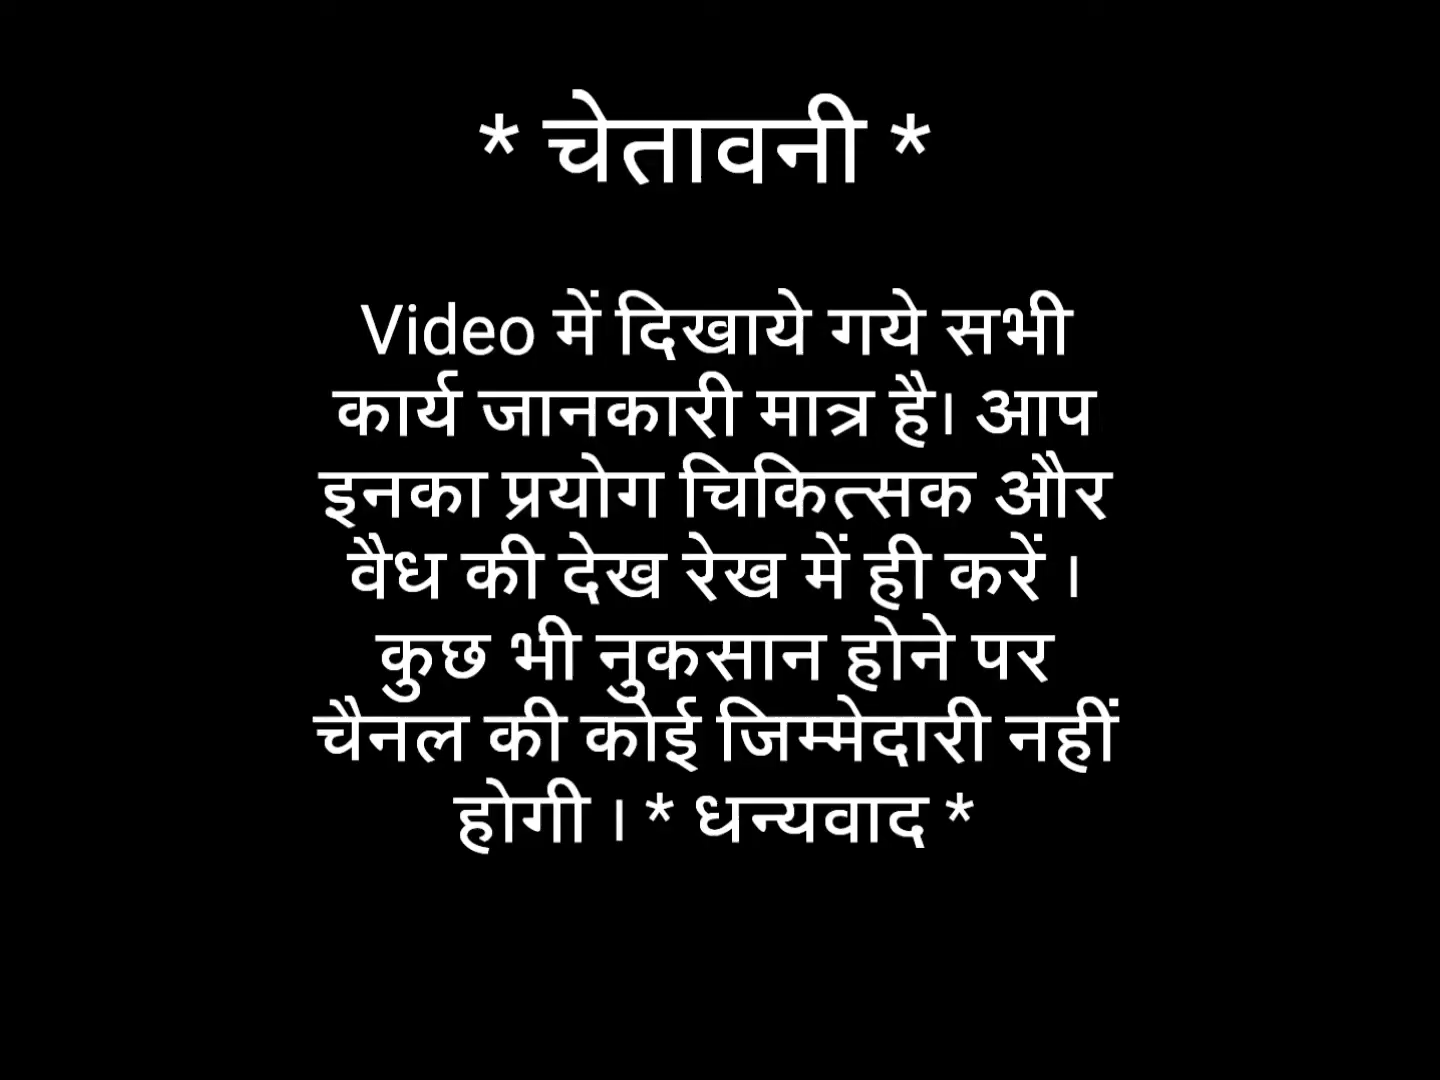 * चेतावनी *
Video में दिखाये गये सभी
कार्य जानकारी मात्र है। आप
इनका प्रयोग चिकित्सक और
वैध की देख रेख में ही करें ।
कुछ भी नुकसान होने पर
चैनल की कोई जिम्मेदारी नहीं
होगी । * धन्यवाद *